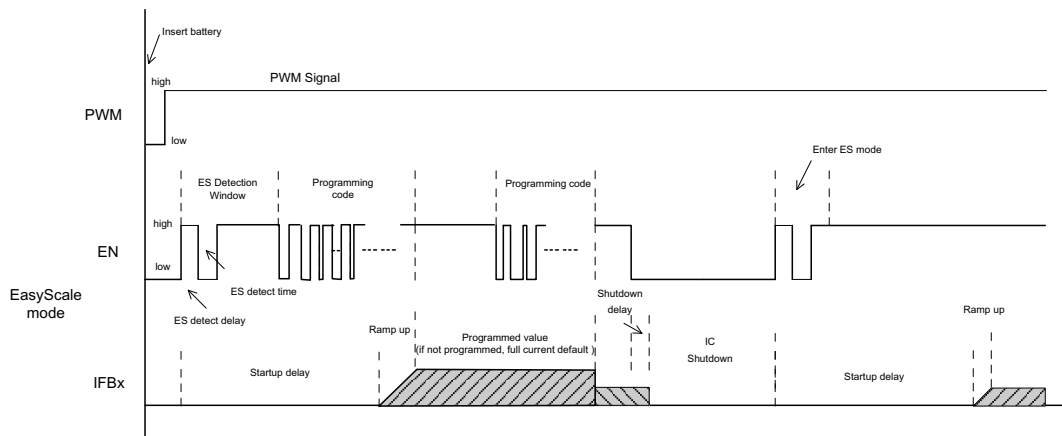 Insert battery
high
PWM Signal
PWM
low
Enter ES mode
ES Detection
Window
Programming
code
Programming code
high
EN
low
ES detect time
EasyScale
mode
ES detect delay
Shutdown
delay
Ramp up
Programmed value
(if not programmed, full current default )
IC
Shutdown
Ramp up
Startup delay
Startup delay
IFBx